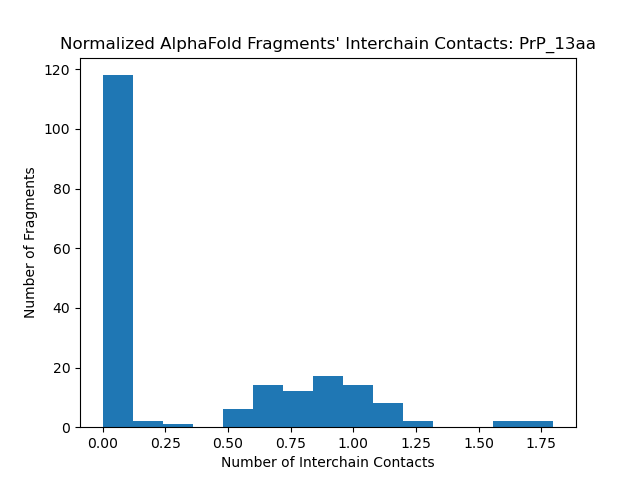 Normalized AlphaFold Fragments' Interchain Contacts: PrP_13aa
120
100
80
60
40
20
0
Number of Fragments
0.00 0.25 0.50 0.75 1.00 1.25 1.50 1.75
Number of Interchain Contacts